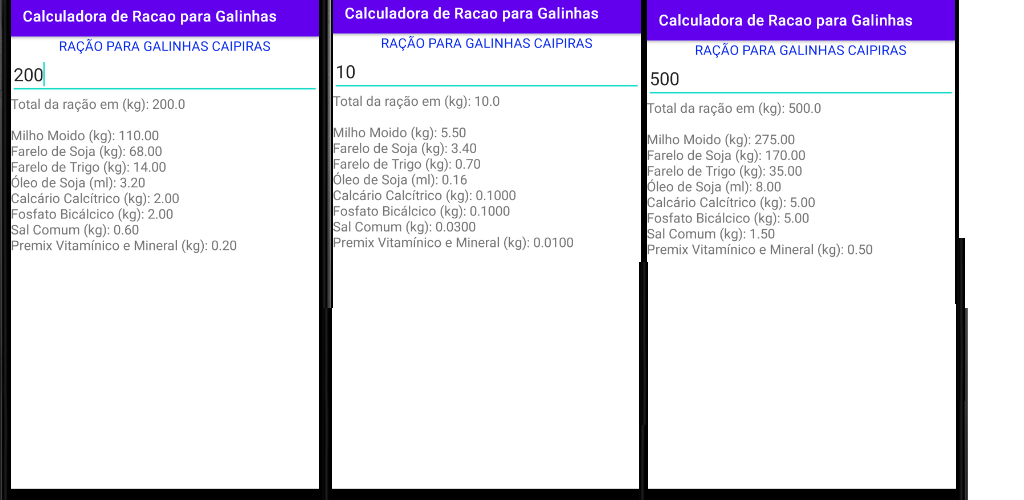 Calculadora de Racao para Galinhas
RAÇÃO PARA GALINHAS CAIPIRAS
200
Total da ração em (kg): 200.0
Milho Moido (kg): 110.00
Farelo de Soja (kg): 68.00
Farelo de Trigo (kg): 14.00
Óleo de Soja (ml): 3.20
Calcário Calcítrico (kg): 2.00
Fosfato Bicálcico (kg): 2.00
Sal Comum (kg): 0.60
Premix Vitamínico e Mineral (kg): 0.20
Calculadora de Racao para Galinhas
RAÇÃO PARA GALINHAS CAIPIRAS
10
Total da ração em (kg): 10.0
Milho Moido (kg): 5.50
Farelo de Soja (kg): 3.40
Farelo de Trigo (kg): 0.70
Óleo de Soja (ml): 0.16
Calcário Calcítrico (kg): 0.1000
Fosfato Bicálcico (kg): 0.1000
Sal Comum (kg): 0.0300
Premix Vitamínico e Mineral (kg): 0.0100
Calculadora de Racao para Galinhas
RAÇÃO PARA GALINHAS CAIPIRAS
500
Total da ração em (kg): 500.0
Milho Moido (kg): 275.00
Farelo de Soja (kg): 170.00
Farelo de Trigo (kg): 35.00
Óleo de Soja (ml): 8.00
Calcário Calcítrico (kg): 5.00
Fosfato Bicálcico (kg): 5.00
Sal Comum (kg): 1.50
Premix Vitamínico e Mineral (kg): 0.50